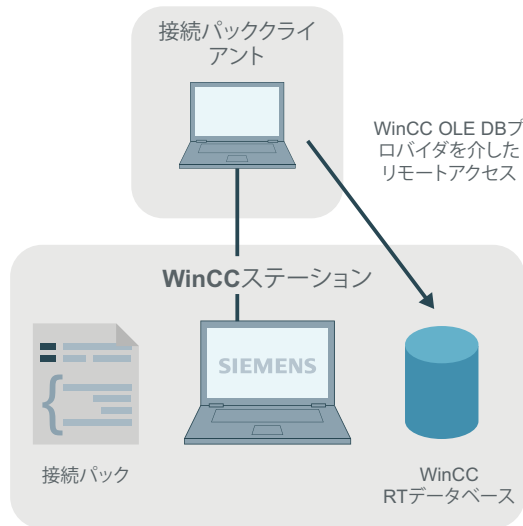 接続パッククライ
アント
WinCC OLE DBプ
ロバイダを介した
リモートアクセス
WinCCステーション
SIEMENS
接続パック
WinCC
RTデータベース